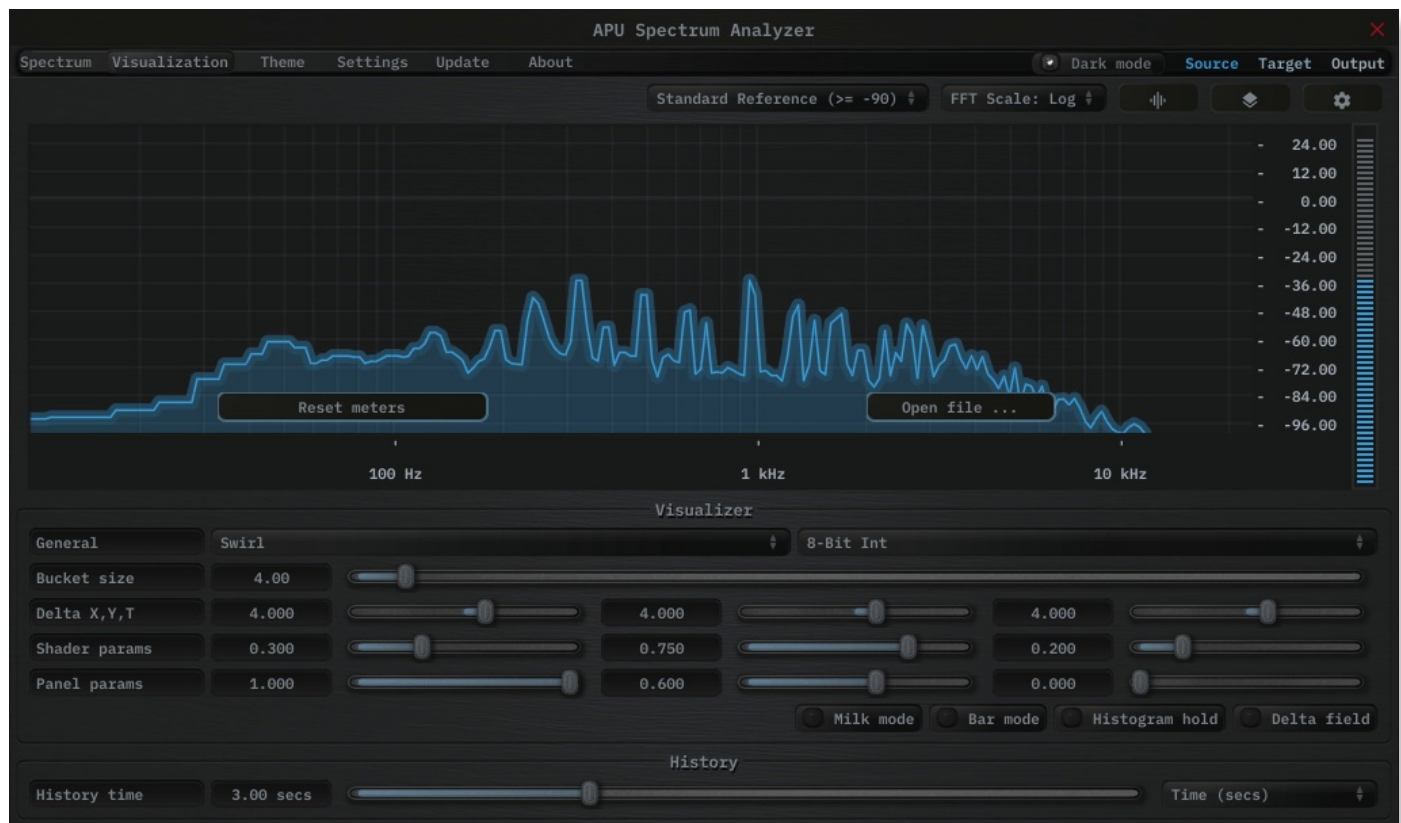 APU Spectrum Analyzer
Spectrum Visualization Theme Settings Update About Dark mode Source Target Output
Standard Reference (>= -90) FFT Scale: Log
- 24.00
- 12.00
- 0.00
- -12.00
- -24.00
- -36.00
- -48.00
- -60.00
- -72.00
- -84.00
- -96.00
Reset meters Open file ...
100 Hz 1 kHz 10 kHz
Visualizer
General Swirl 8-Bit Int
Bucket size 4.00
Delta X,Y,T 4.000 4.000 4.000
Shader params 0.300 0.750 0.200
Panel params 1.000 0.600 0.000
Milk mode Bar mode Histogram hold Delta field
History
History time 3.00 secs Time (secs)